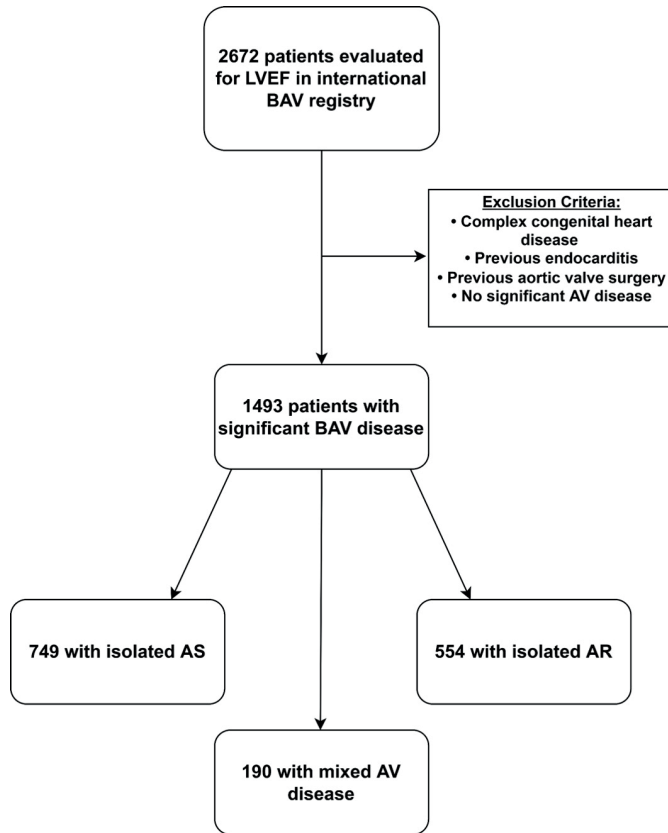 2672 patients evaluated
for LVEF in international
BAV registry
Exclusion Criteria:
• Complex congenital heart
disease
• Previous endocarditis
• Previous aortic valve surgery
• No significant AV disease
1493 patients with
significant BAV disease
749 with isolated AS
554 with isolated AR
190 with mixed AV
disease